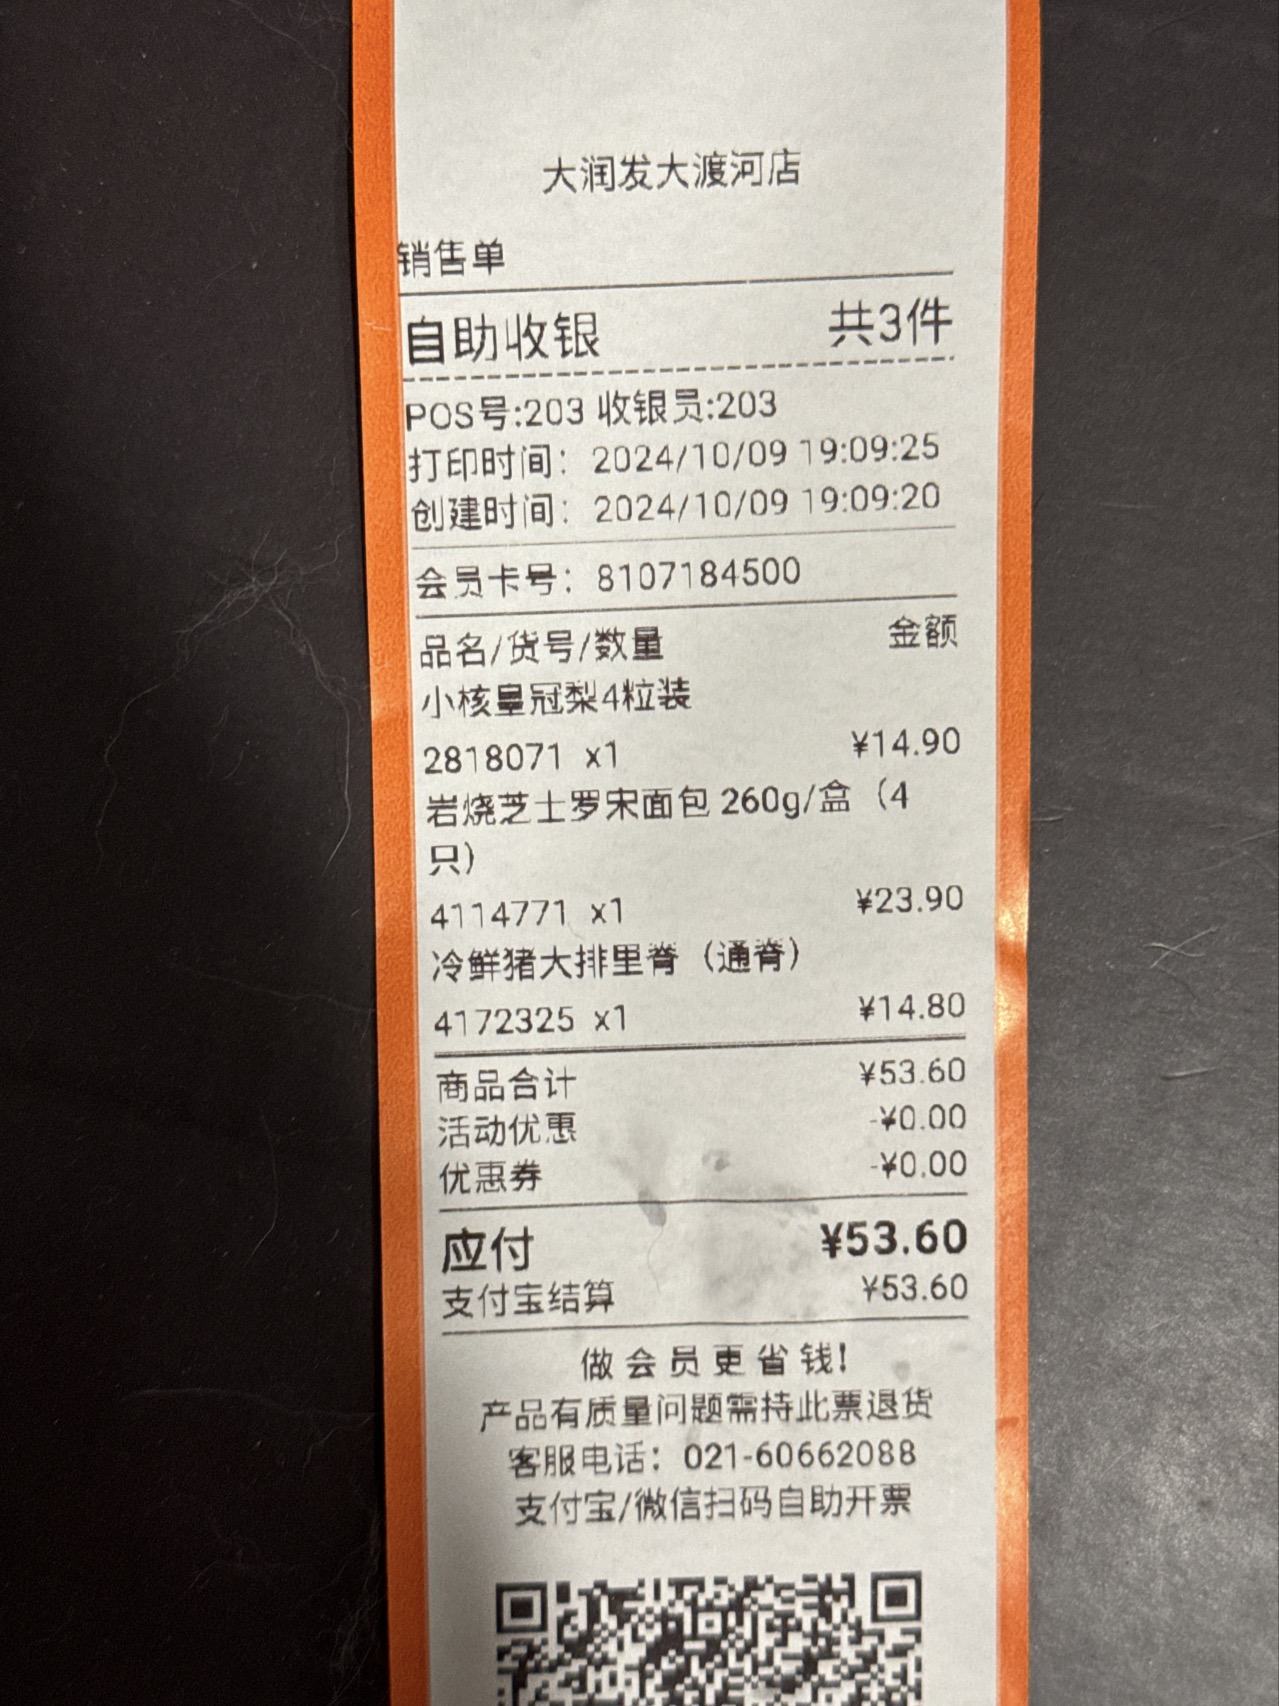 大润发大渡河店
销售单
自助收银 共3件
POS号:203 收银员:203
打印时间：2024/10/09 19:09:25
创建时间：2024/10/09 19:09:20
会员卡号：8107184500
品名/货号/数量 金额
小核皇冠梨4粒装
2818071 x1 ¥14.90
岩烧芝士罗宋面包 260g/盒（4
只）
4114771 x1 ¥23.90
冷鲜猪大排里脊（通脊）
4172325 x1 ¥14.80
商品合计 ¥53.60
活动优惠 -¥0.00
优惠券 -¥0.00
应付 ¥53.60
支付宝结算 ¥53.60
做会员更省钱!
产品有质量问题需持此票退货
客服电话：021-60662088
支付宝/微信扫码自助开票